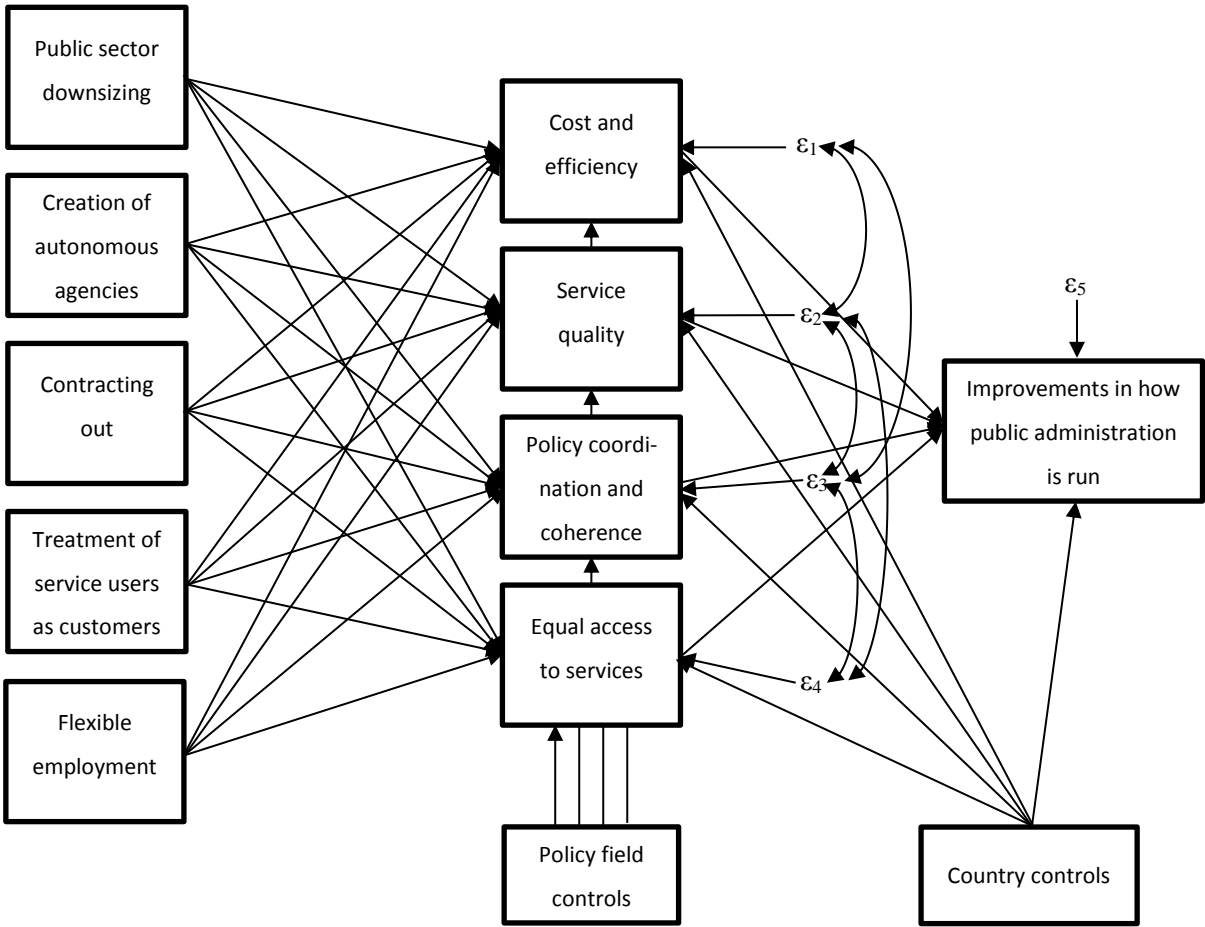 Public sector
downsizing
Creation of
autonomous
agencies
Contracting
out
Treatment of
service users
as customers
Flexible
employment
Cost and
efficiency
Service
quality
Policy coordi-
nation and
coherence
Equal access
to services
Policy field
controls
ε1
ε2
ε3
ε4
ε5
Improvements in how
public administration
is run
Country controls